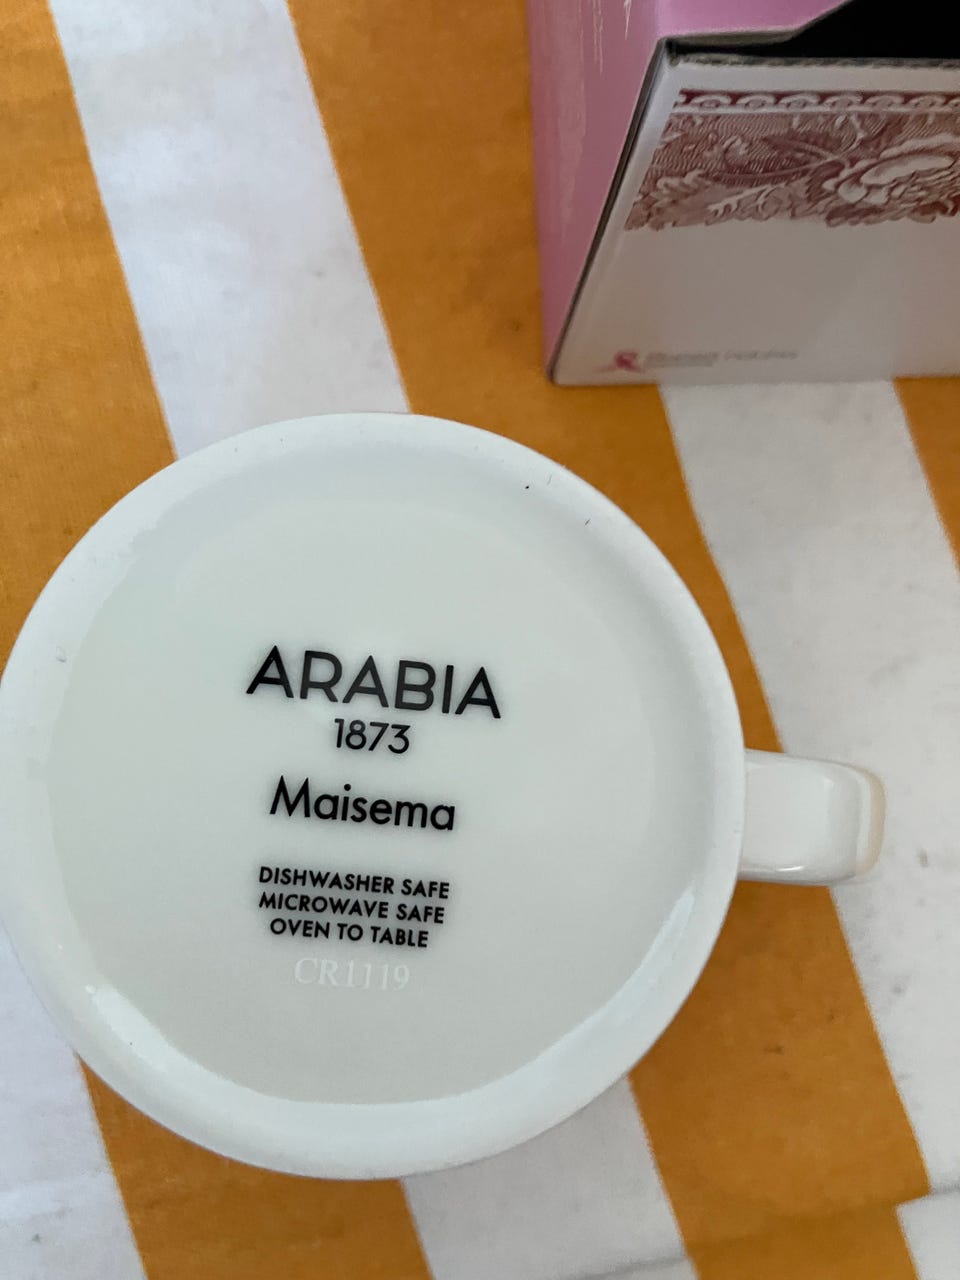 ARABIA
1873
Maisema
DISHWASHER SAFE
MICROWAVE SAFE
OVEN TO TABLE
CR1119